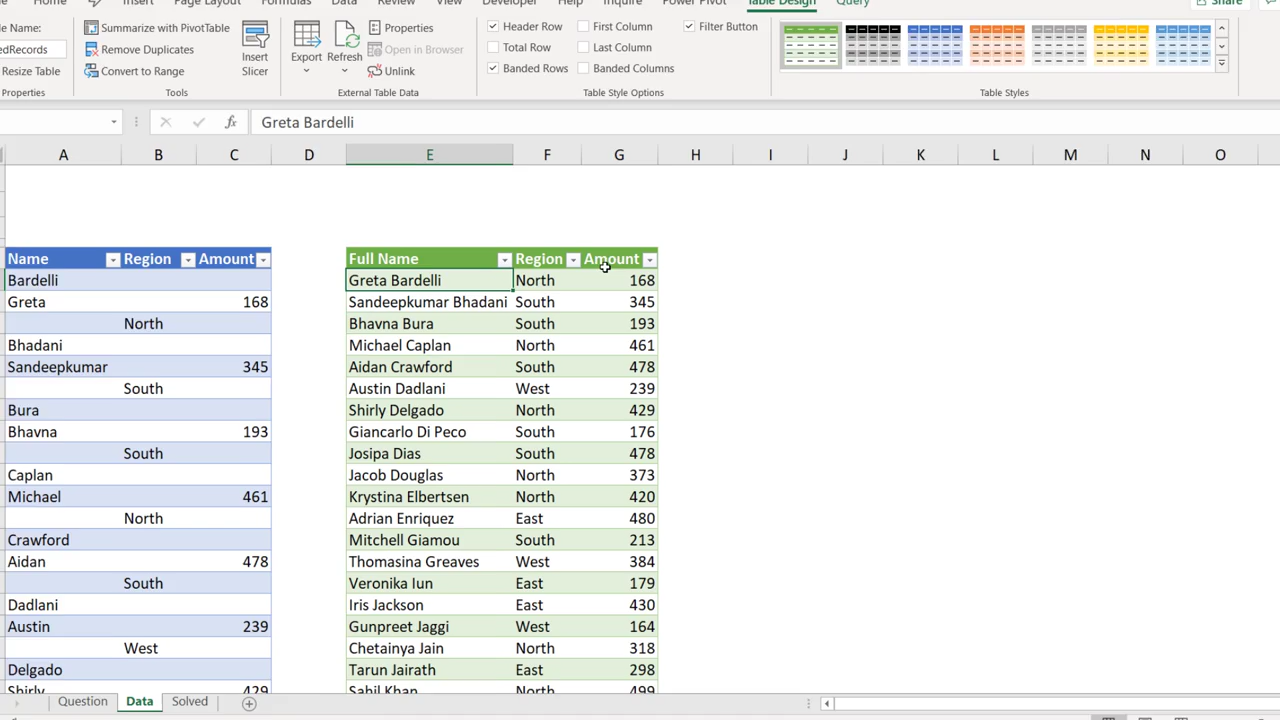 Insert Page Layout Formulas Data Review View Developer Help Inquire Power Pivot Table Design Query Share
Name:
edRecords
Resize Table
Properties
Summarize with PivotTable
Remove Duplicates
Convert to Range
Tools
Insert
Slicer
Export
Refresh
Properties
Open in Browser
Unlink
External Table Data
Header Row
Total Row
Banded Rows
First Column
Last Column
Banded Columns
Filter Button
Table Style Options
Table Styles
fx Greta Bardelli
A B C D E F G H I J K L M N O
Name Region Amount Full Name Region Amount
Bardelli Greta Bardelli North 168
Greta 168 Sandeepkumar Bhadani South 345
North Bhavna Bura South 193
Bhadani Michael Caplan North 461
Sandeepkumar 345 Aidan Crawford South 478
South Austin Dadlani West 239
Bura Shirly Delgado North 429
Bhavna 193 Giancarlo Di Peco South 176
South Josipa Dias South 478
Caplan Jacob Douglas North 373
Michael 461 Krystina Elbertsen North 420
North Adrian Enriquez East 480
Crawford Mitchell Giamou South 213
Aidan 478 Thomasina Greaves West 384
South Veronika Iun East 179
Dadlani Iris Jackson East 430
Austin 239 Gunpreet Jaggi West 164
West Chetainya Jain North 318
Delgado Tarun Jairath East 298
Shirly 429 Sahil Khan North 499
Question Data Solved